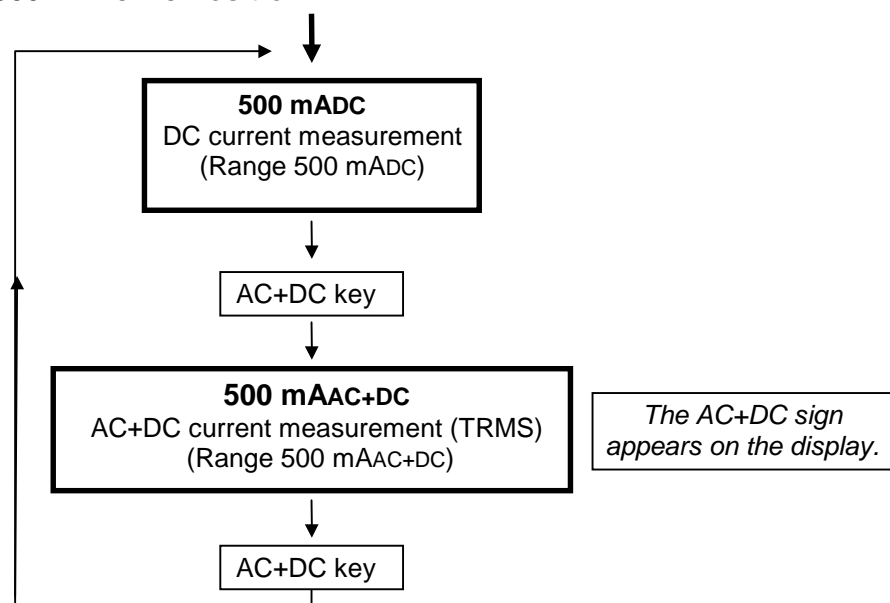 500 mADC
DC current measurement
(Range 500 mADC)
AC+DC key
500 mAAC+DC
AC+DC current measurement (TRMS)
(Range 500 mAAC+DC)
The AC+DC sign
appears on the display.
AC+DC key